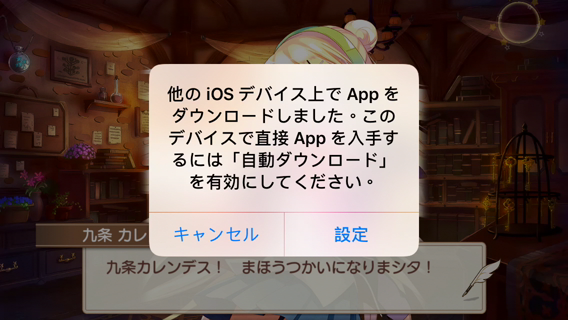 他の iOS デバイス上で App を
ダウンロードしました。この
デバイスで直接 App を入手す
るには「自動ダウンロード」
を有効にしてください。
キャンセル
設定
九条 カレ
九条カレンデス！　まほうつかいになりまシタ！